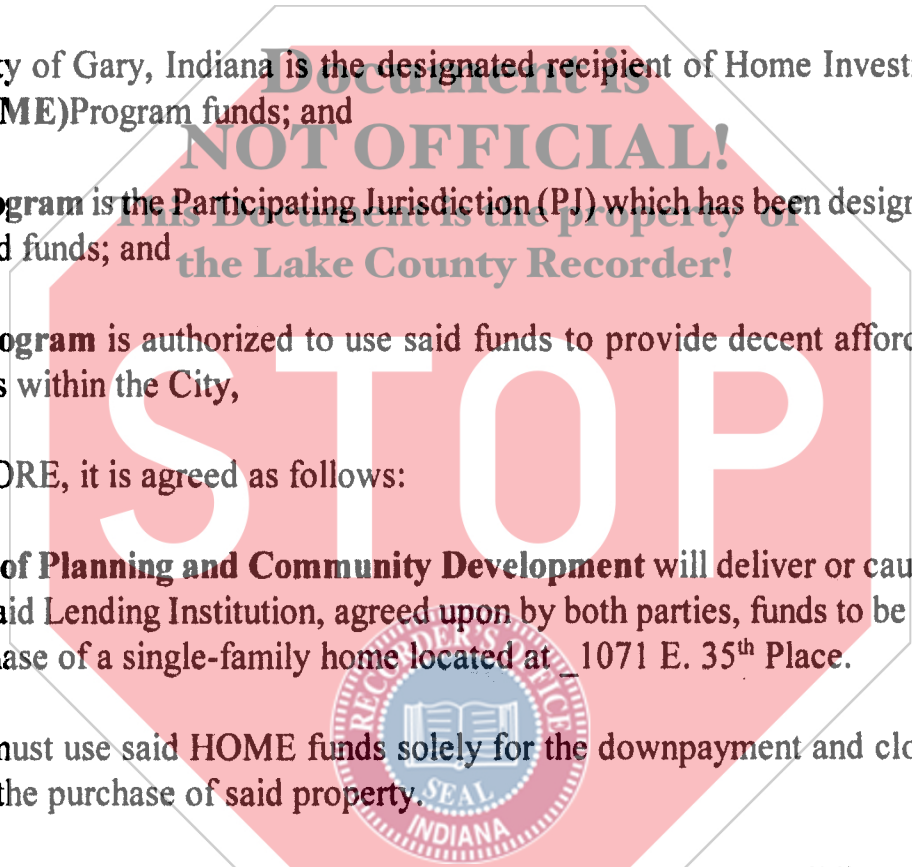 ty of Gary, Indiana is the designated recipient of Home Invest
Document is
ME)Program funds; and
NOT OFFICIAL!
ogram is the Participating Jurisdiction (PJ) which has been design
This Document is the property of
d funds; and
the Lake County Recorder!
ogram is authorized to use said funds to provide decent afford
s within the City,
STOP
ORE, it is agreed as follows:
of Planning and Community Development will deliver or cau
aid Lending Institution, agreed upon by both parties, funds to be
ase of a single-family home located at _1071 E. 35th Place.
RECORDER'S OFFICE
must use said HOME funds solely for the downpayment and clo
the purchase of said property.
SEAL
INDIANA